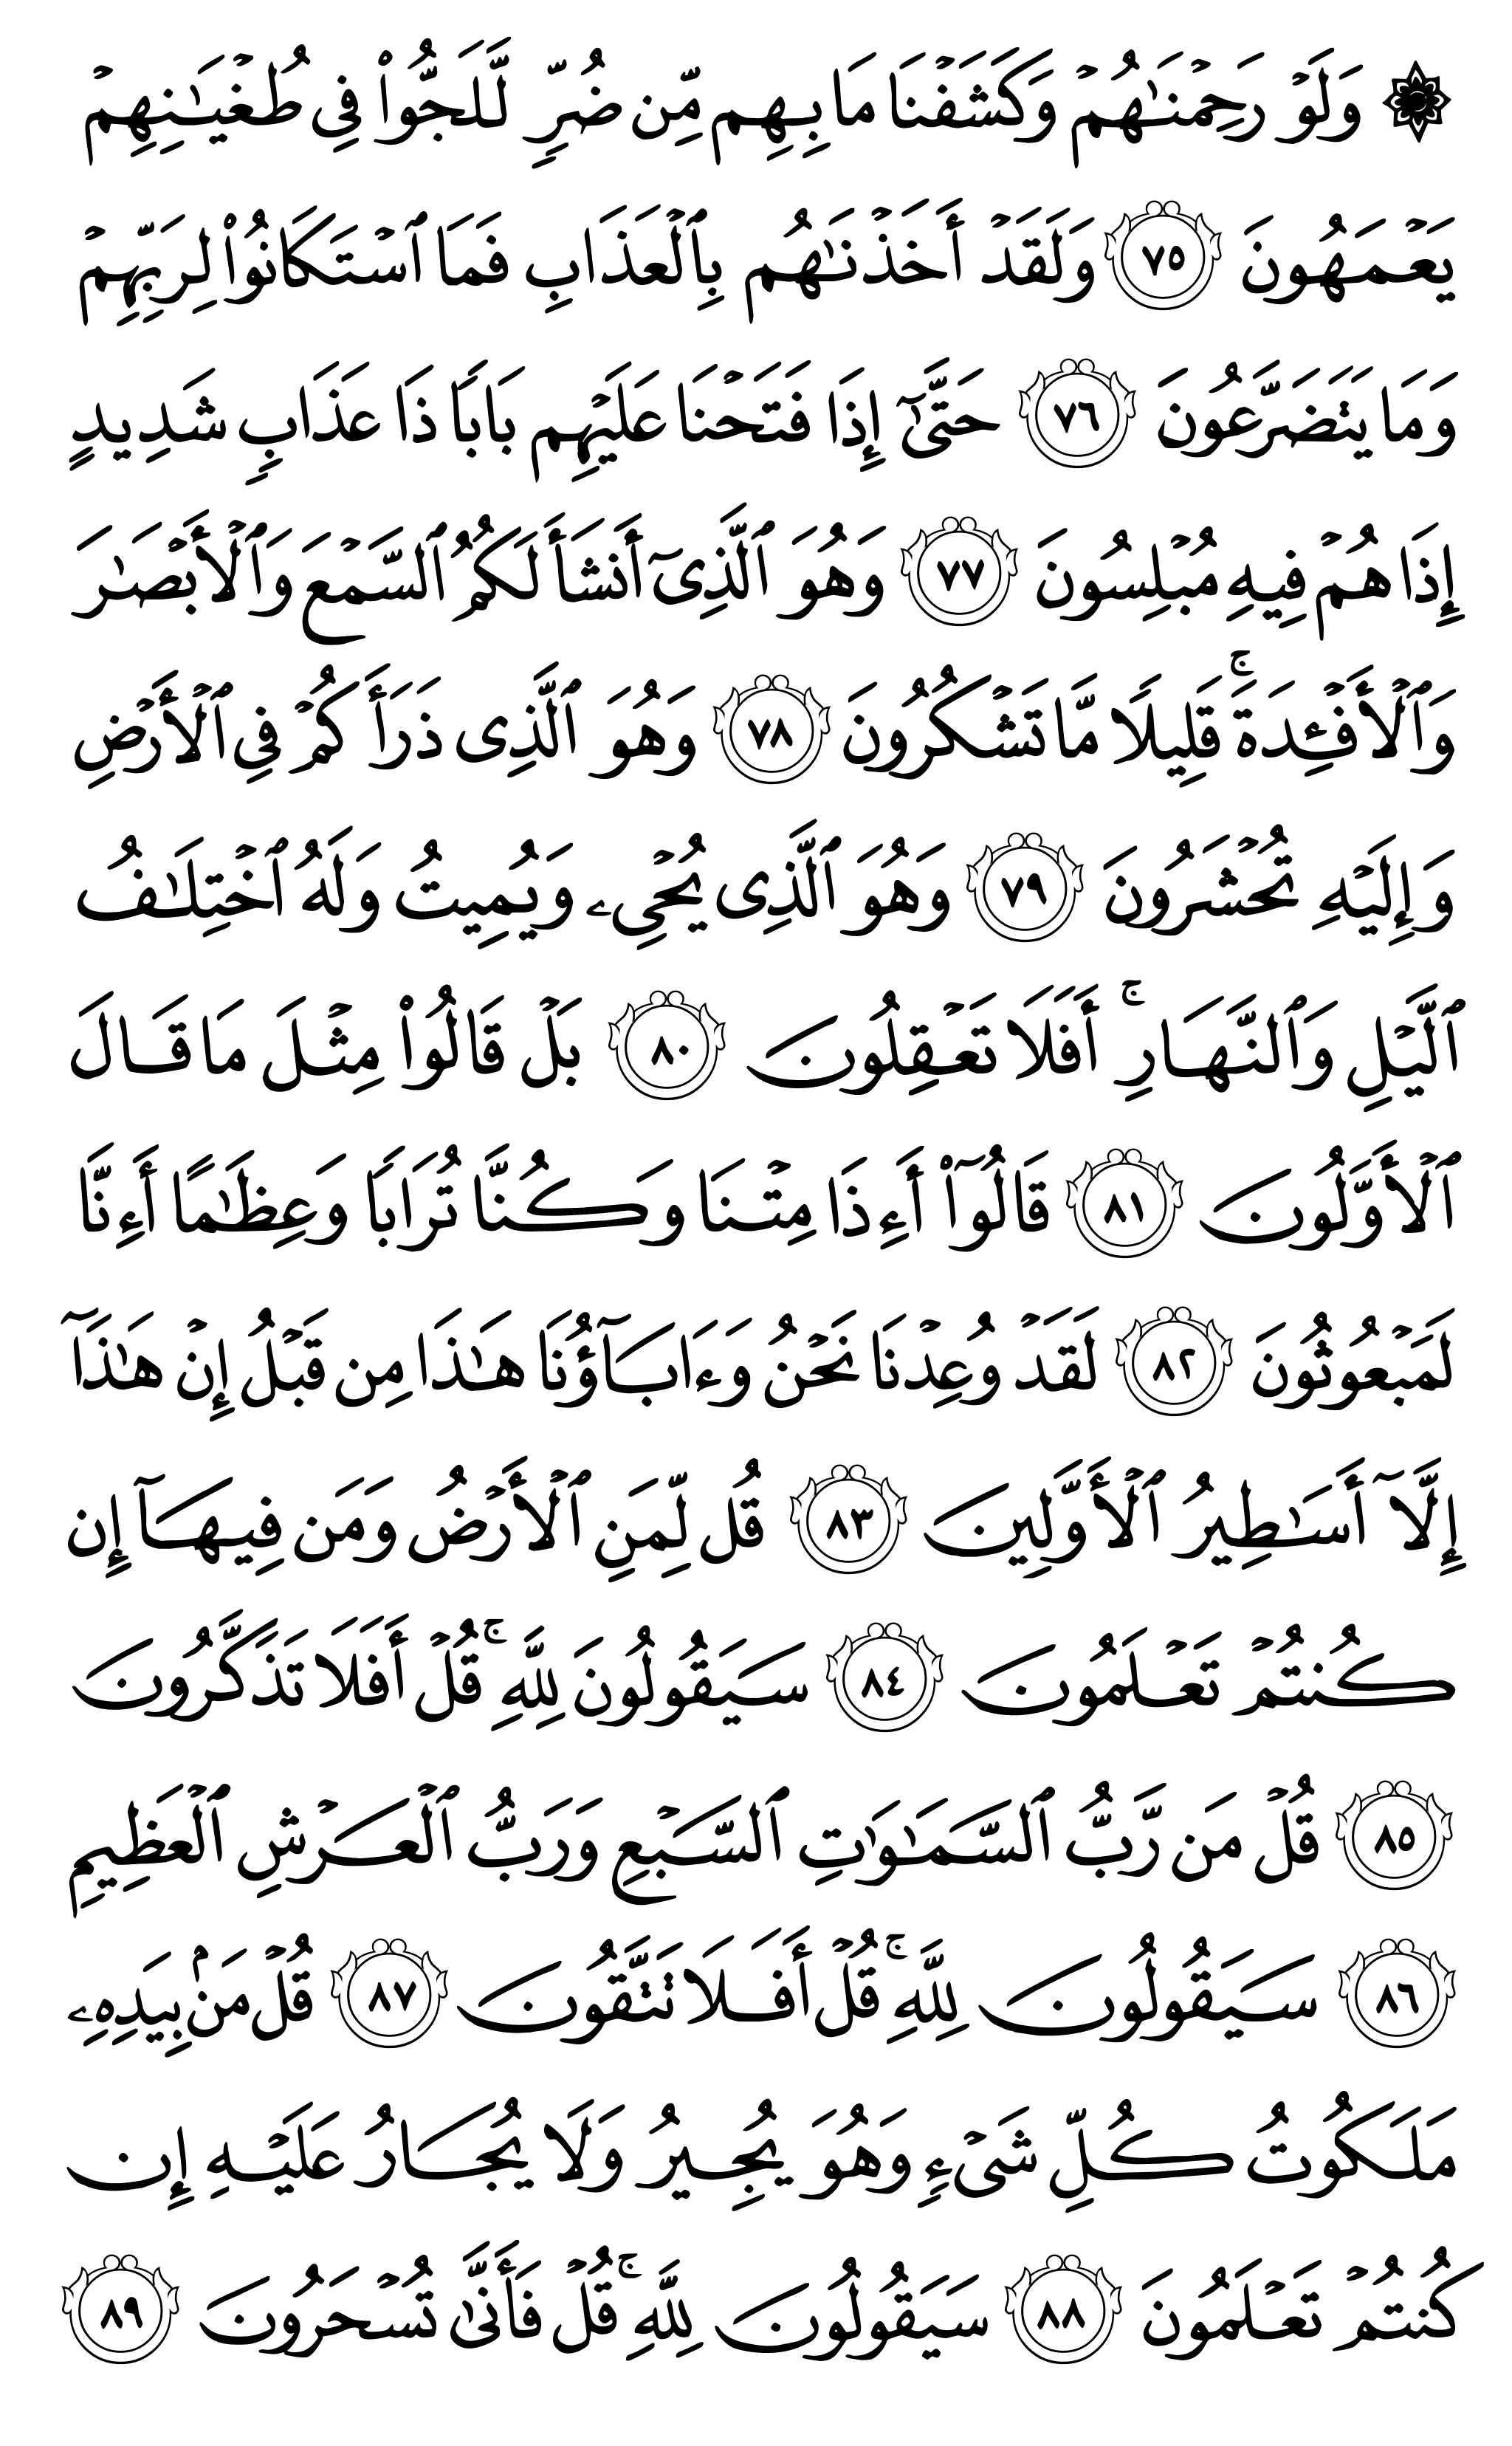 ۞ وَلَوۡ رَحِمۡنَٰهُمۡ وَكَشَفۡنَا مَا بِهِم مِّن ضُرّٖ لَّلَجُّواْ فِي طُغۡيَٰنِهِمۡ
يَعۡمَهُونَ ٧٥ وَلَقَدۡ أَخَذۡنَٰهُم بِٱلۡعَذَابِ فَمَا ٱسۡتَكَانُواْ لِرَبِّهِمۡ
وَمَا يَتَضَرَّعُونَ ٧٦ حَتَّىٰٓ إِذَا فَتَحۡنَا عَلَيۡهِم بَابٗا ذَا عَذَابٖ شَدِيدٍ
إِذَا هُمۡ فِيهِ مُبۡلِسُونَ ٧٧ وَهُوَ ٱلَّذِيٓ أَنشَأَ لَكُمُ ٱلسَّمۡعَ وَٱلۡأَبۡصَٰرَ
وَٱلۡأَفۡـِٔدَةَۚ قَلِيلٗا مَّا تَشۡكُرُونَ ٧٨ وَهُوَ ٱلَّذِي ذَرَأَكُمۡ فِي ٱلۡأَرۡضِ
وَإِلَيۡهِ تُحۡشَرُونَ ٧٩ وَهُوَ ٱلَّذِي يُحۡيِۦ وَيُمِيتُ وَلَهُ ٱخۡتِلَٰفُ
ٱلَّيۡلِ وَٱلنَّهَارِۚ أَفَلَا تَعۡقِلُونَ ٨٠ بَلۡ قَالُواْ مِثۡلَ مَا قَالَ
ٱلۡأَوَّلُونَ ٨١ قَالُوٓاْ أَءِذَا مِتۡنَا وَكُنَّا تُرَابٗا وَعِظَٰمًا أَءِنَّا
لَمَبۡعُوثُونَ ٨٢ لَقَدۡ وُعِدۡنَا نَحۡنُ وَءَابَآؤُنَا هَٰذَا مِن قَبۡلُ إِنۡ هَٰذَآ
إِلَّآ أَسَٰطِيرُ ٱلۡأَوَّلِينَ ٨٣ قُل لِّمَنِ ٱلۡأَرۡضُ وَمَن فِيهَآ إِن
كُنتُمۡ تَعۡلَمُونَ ٨٤ سَيَقُولُونَ لِلَّهِۚ قُلۡ أَفَلَا تَذَكَّرُونَ
٨٥ قُلۡ مَن رَّبُّ ٱلسَّمَٰوَٰتِ ٱلسَّبۡعِ وَرَبُّ ٱلۡعَرۡشِ ٱلۡعَظِيمِ
٨٦ سَيَقُولُونَ لِلَّهِۚ قُلۡ أَفَلَا تَتَّقُونَ ٨٧ قُلۡ مَنۢ بِيَدِهِۦ
مَلَكُوتُ كُلِّ شَيۡءٖ وَهُوَ يُجِيرُ وَلَا يُجَارُ عَلَيۡهِ إِن
كُنتُمۡ تَعۡلَمُونَ ٨٨ سَيَقُولُونَ لِلَّهِۚ قُلۡ فَأَنَّىٰ تُسۡحَرُونَ ٨٩